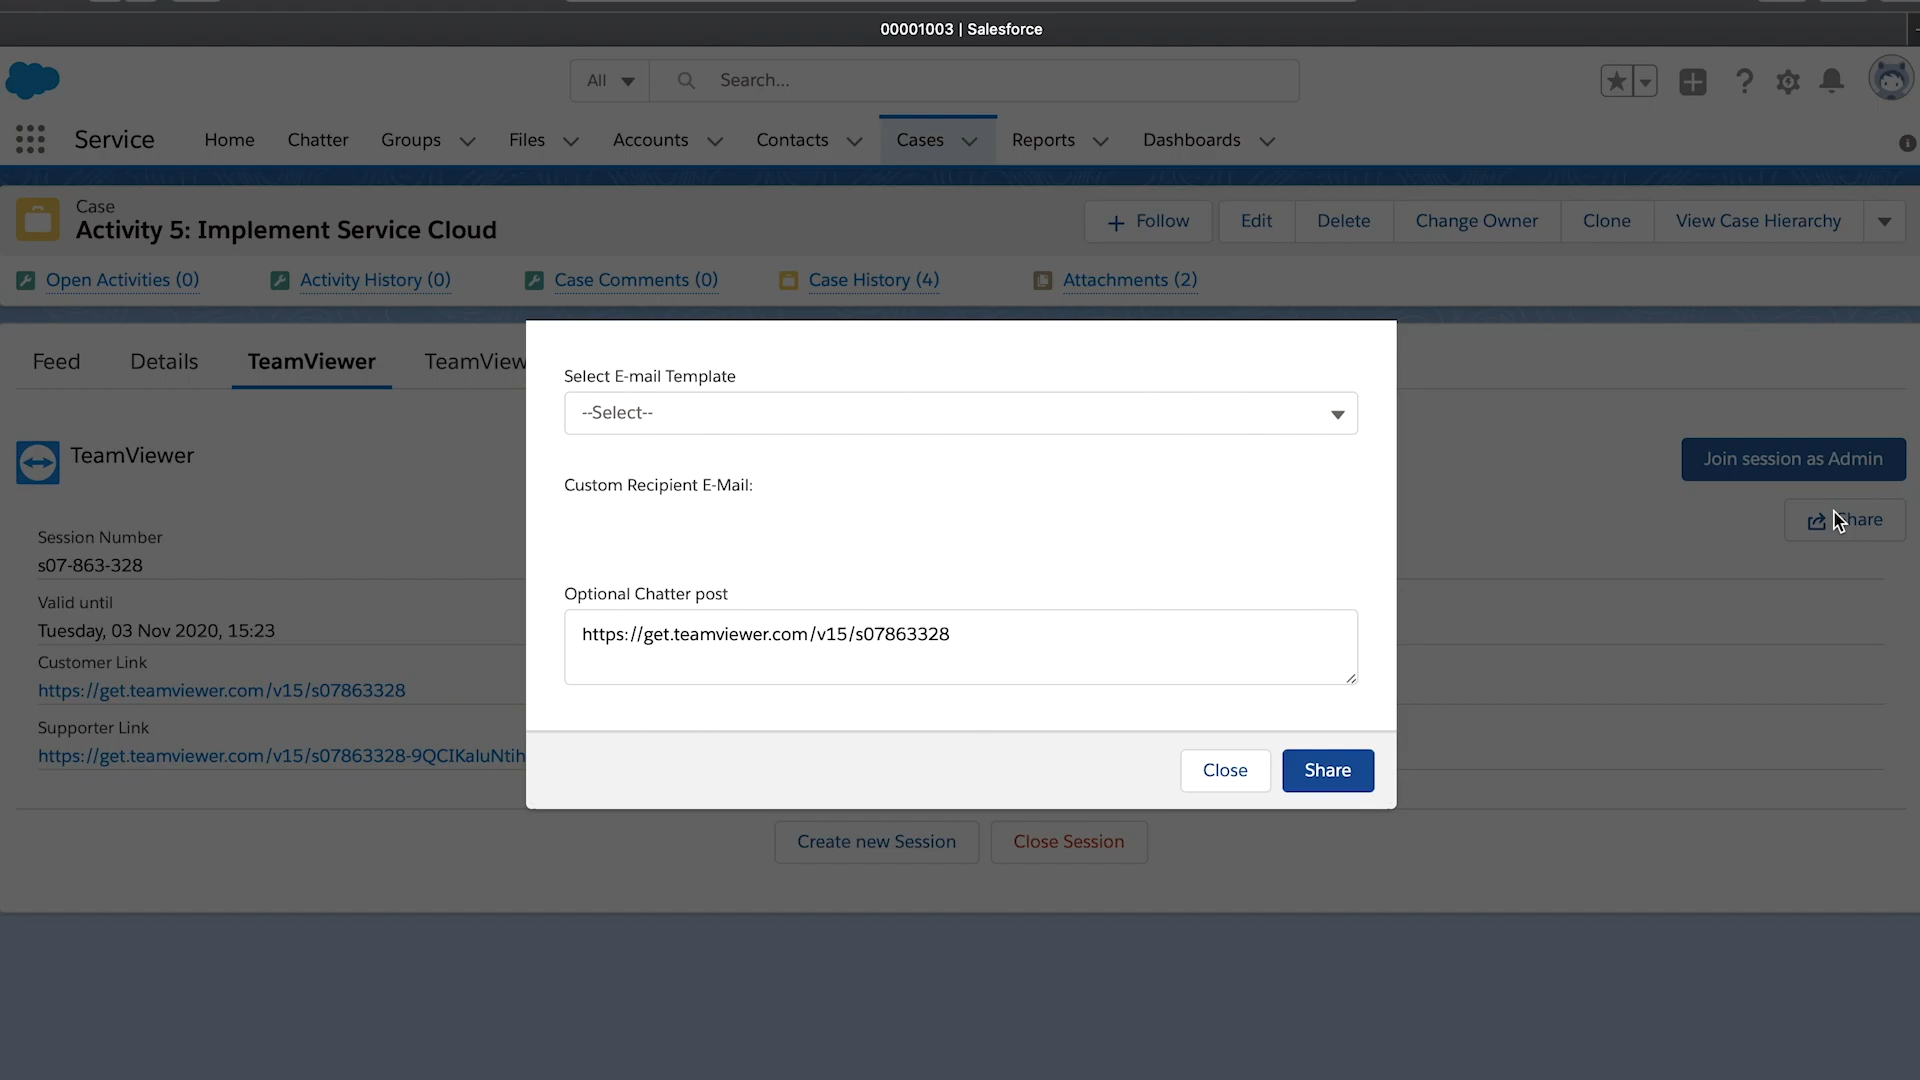 00001003 | Salesforce
All
Search...
Service
Home
Chatter
Groups
Files
Accounts
Contacts
Cases
Reports
Dashboards
Case
Activity 5: Implement Service Cloud
+ Follow
Edit
Delete
Change Owner
Clone
View Case Hierarchy
Open Activities (0)
Activity History (0)
Case Comments (0)
Case History (4)
Attachments (2)
Feed
Details
TeamViewer
TeamView
Select E-mail Template
--Select--
TeamViewer
Join session as Admin
Custom Recipient E-Mail:
Share
Session Number
s07-863-328
Optional Chatter post
https://get.teamviewer.com/v15/s07863328
Valid until
Tuesday, 03 Nov 2020, 15:23
Customer Link
https://get.teamviewer.com/v15/s07863328
Supporter Link
https://get.teamviewer.com/v15/s07863328-9QCIKaluNtih
Close
Share
Create new Session
Close Session